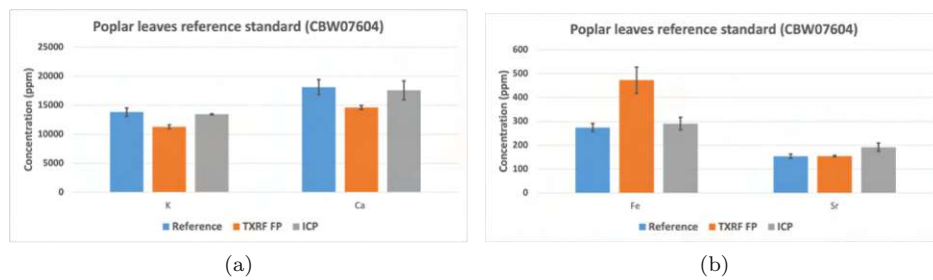 Poplar leaves reference standard (CBW07604)
Concentration (ppm)
25000
20000
15000
10000
5000
0
K
Ca
Reference
TXRF FP
ICP
(a)
Poplar leaves reference standard (CBW07604)
Concentration (ppm)
600
500
400
300
200
100
0
Fe
Sr
Reference
TXRF FP
ICP
(b)